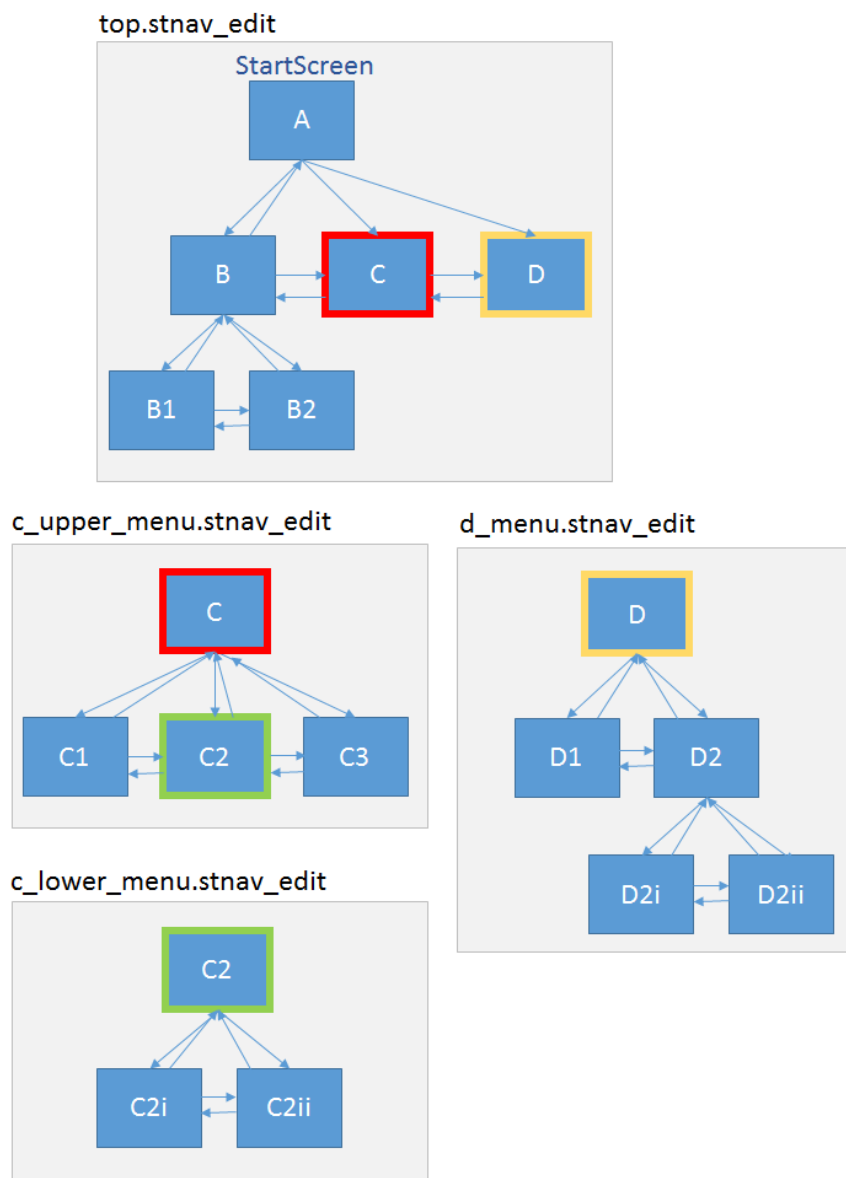 top.stnav_edit
StartScreen
A
B
C
D
B1
B2
c_upper_menu.stnav_edit
C
C1
C2
C3
d_menu.stnav_edit
D
D1
D2
D2i
D2ii
c_lower_menu.stnav_edit
C2
C2i
C2ii